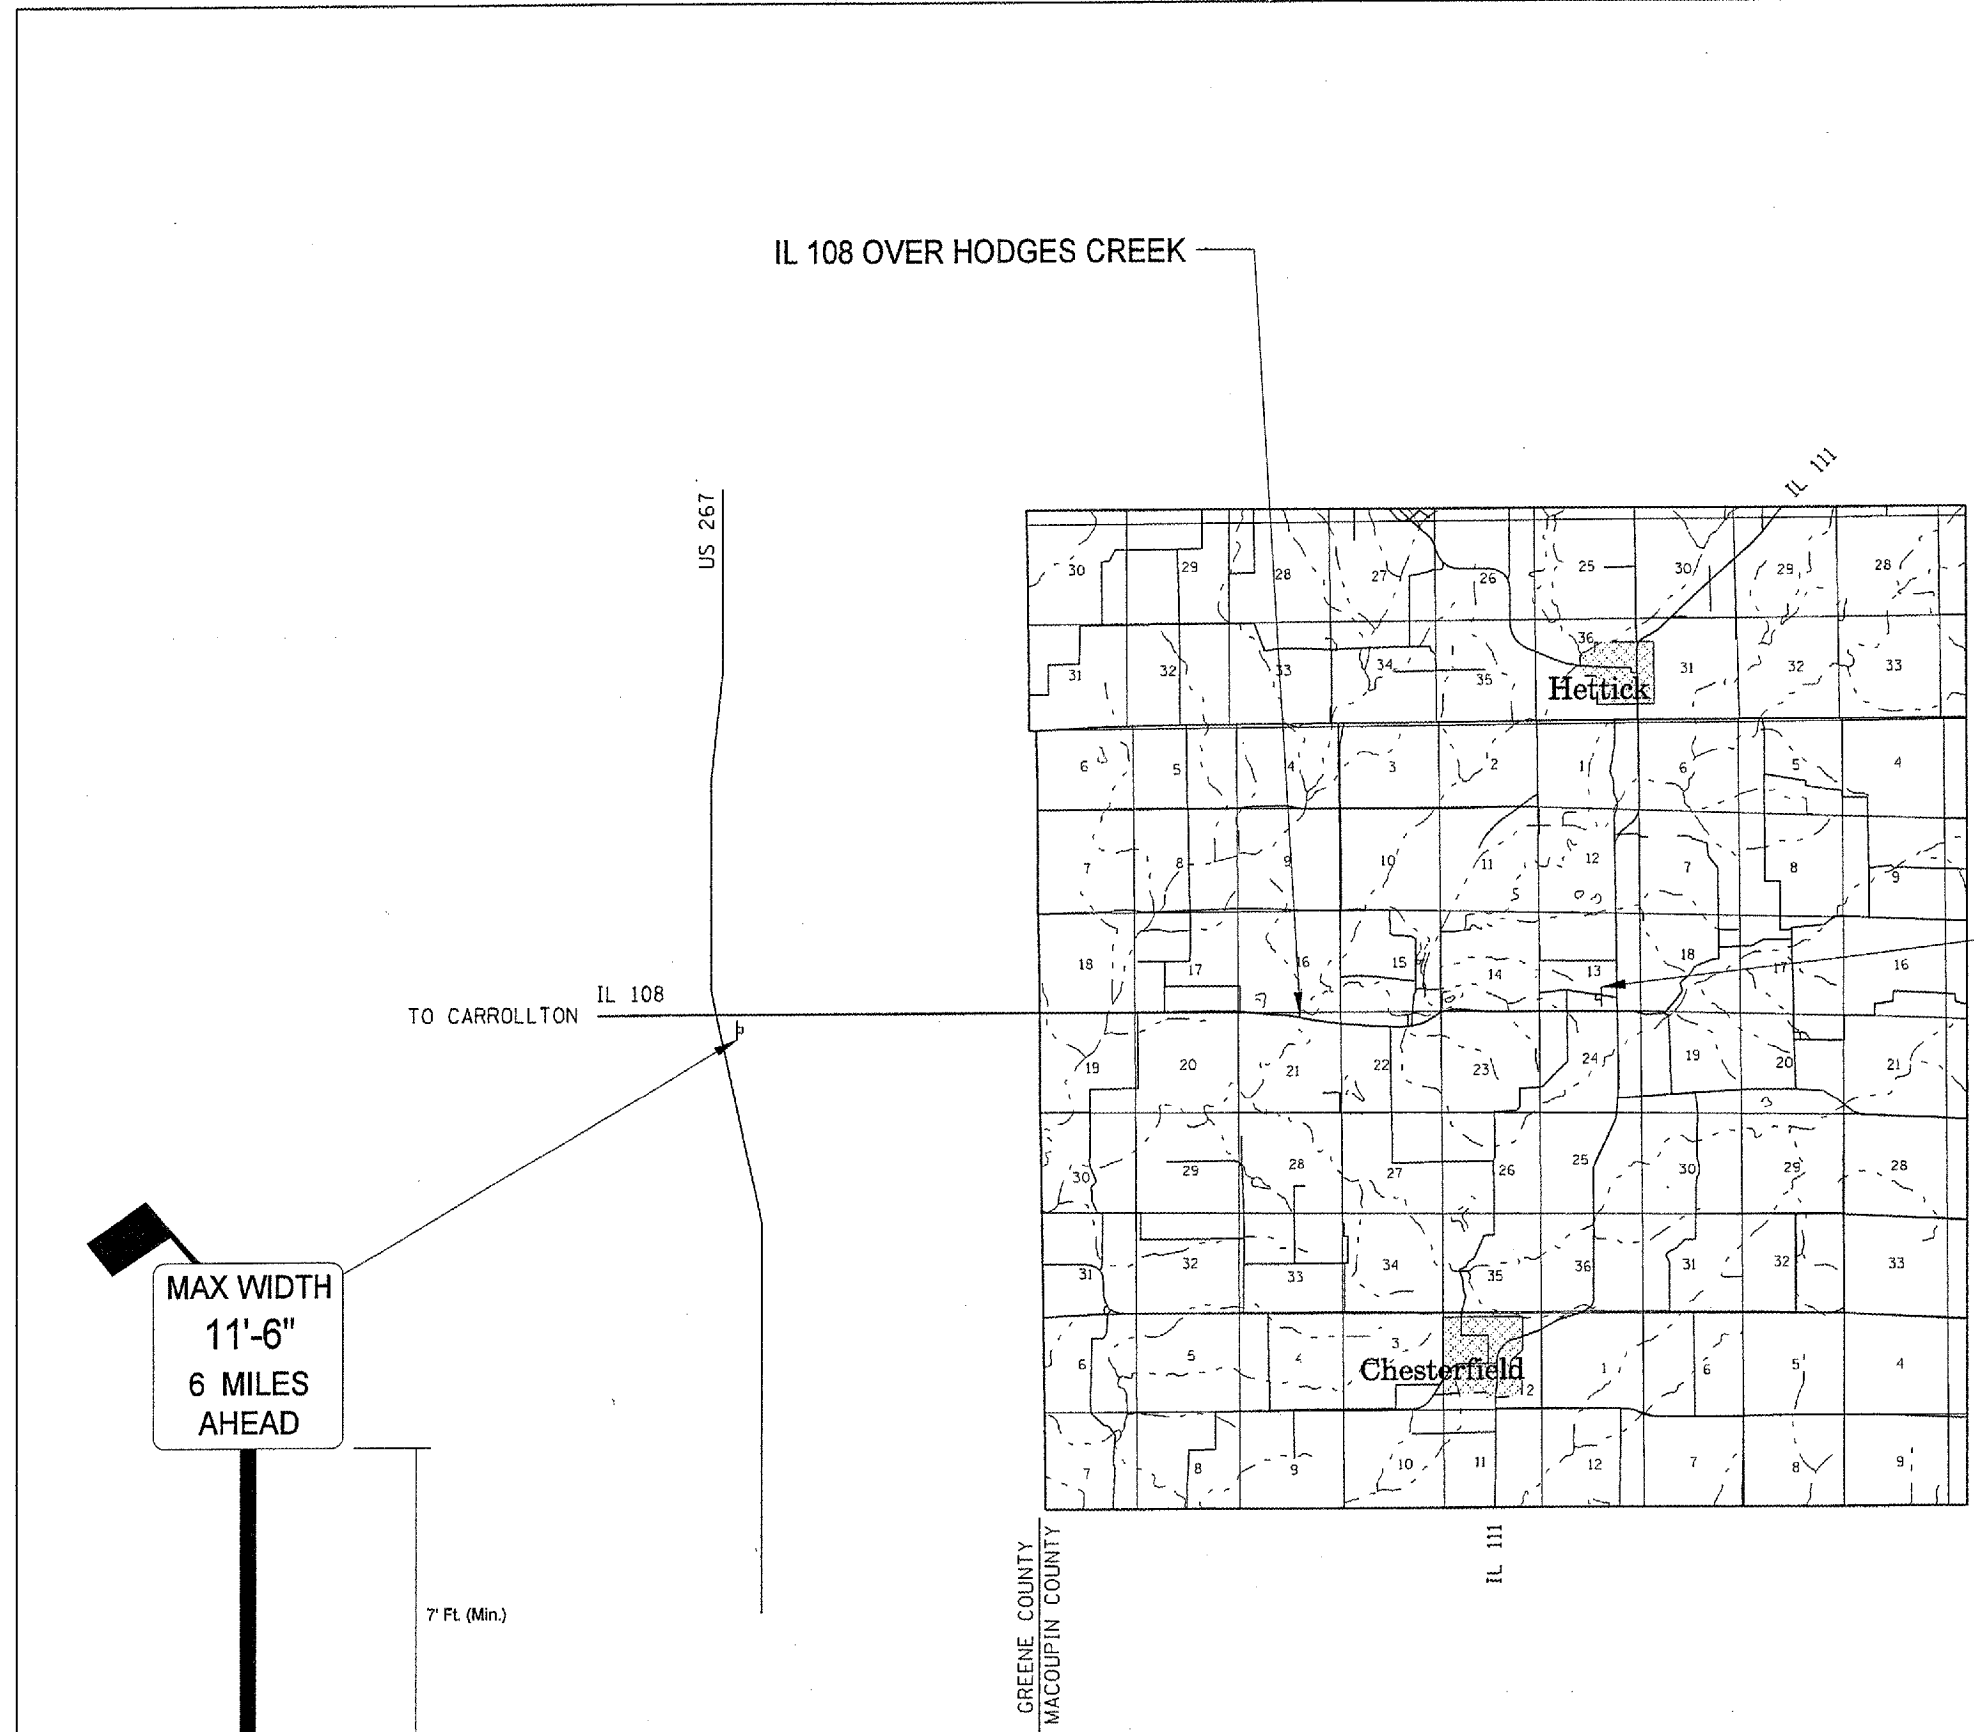 IL 108 OVER HODGES CREEK
US 267
IL 111
30 29 28 27 26 25 30 29 28
31 32 33 34 35 36 31 32 33
Hettick
6 5 4 3 2 1 6 5 4
7 8 9 10 11 12 7 8 9
18 17 16 15 14 13 18 17 16
IL 108
TO CARROLLTON
19 20 21 22 23 24 19 20 21
30 29 28 27 26 25 30 29 28
31 32 33 34 35 36 31 32 33
6 5 4 3 2 1 6 5 4
Chesterfield
7 8 9 10 11 12 7 8 9
MAX WIDTH
11'-6"
6 MILES
AHEAD
7' Ft. (Min.)
GREENE COUNTY
MACOUPIN COUNTY
IL 111